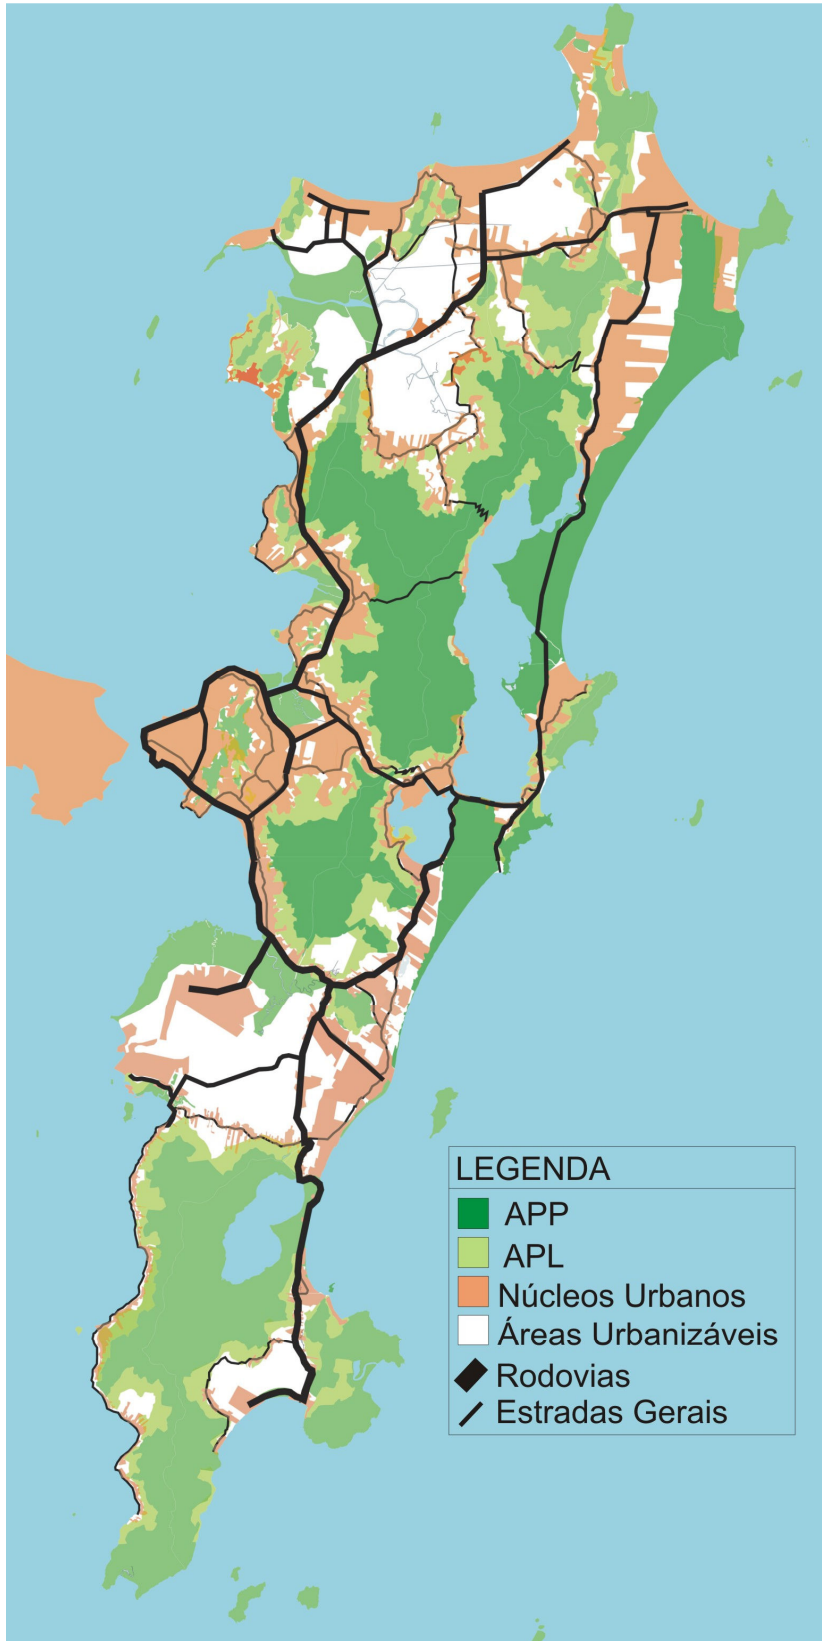 LEGENDA
APP
APL
Núcleos Urbanos
Áreas Urbanizáveis
Rodovias
Estradas Gerais